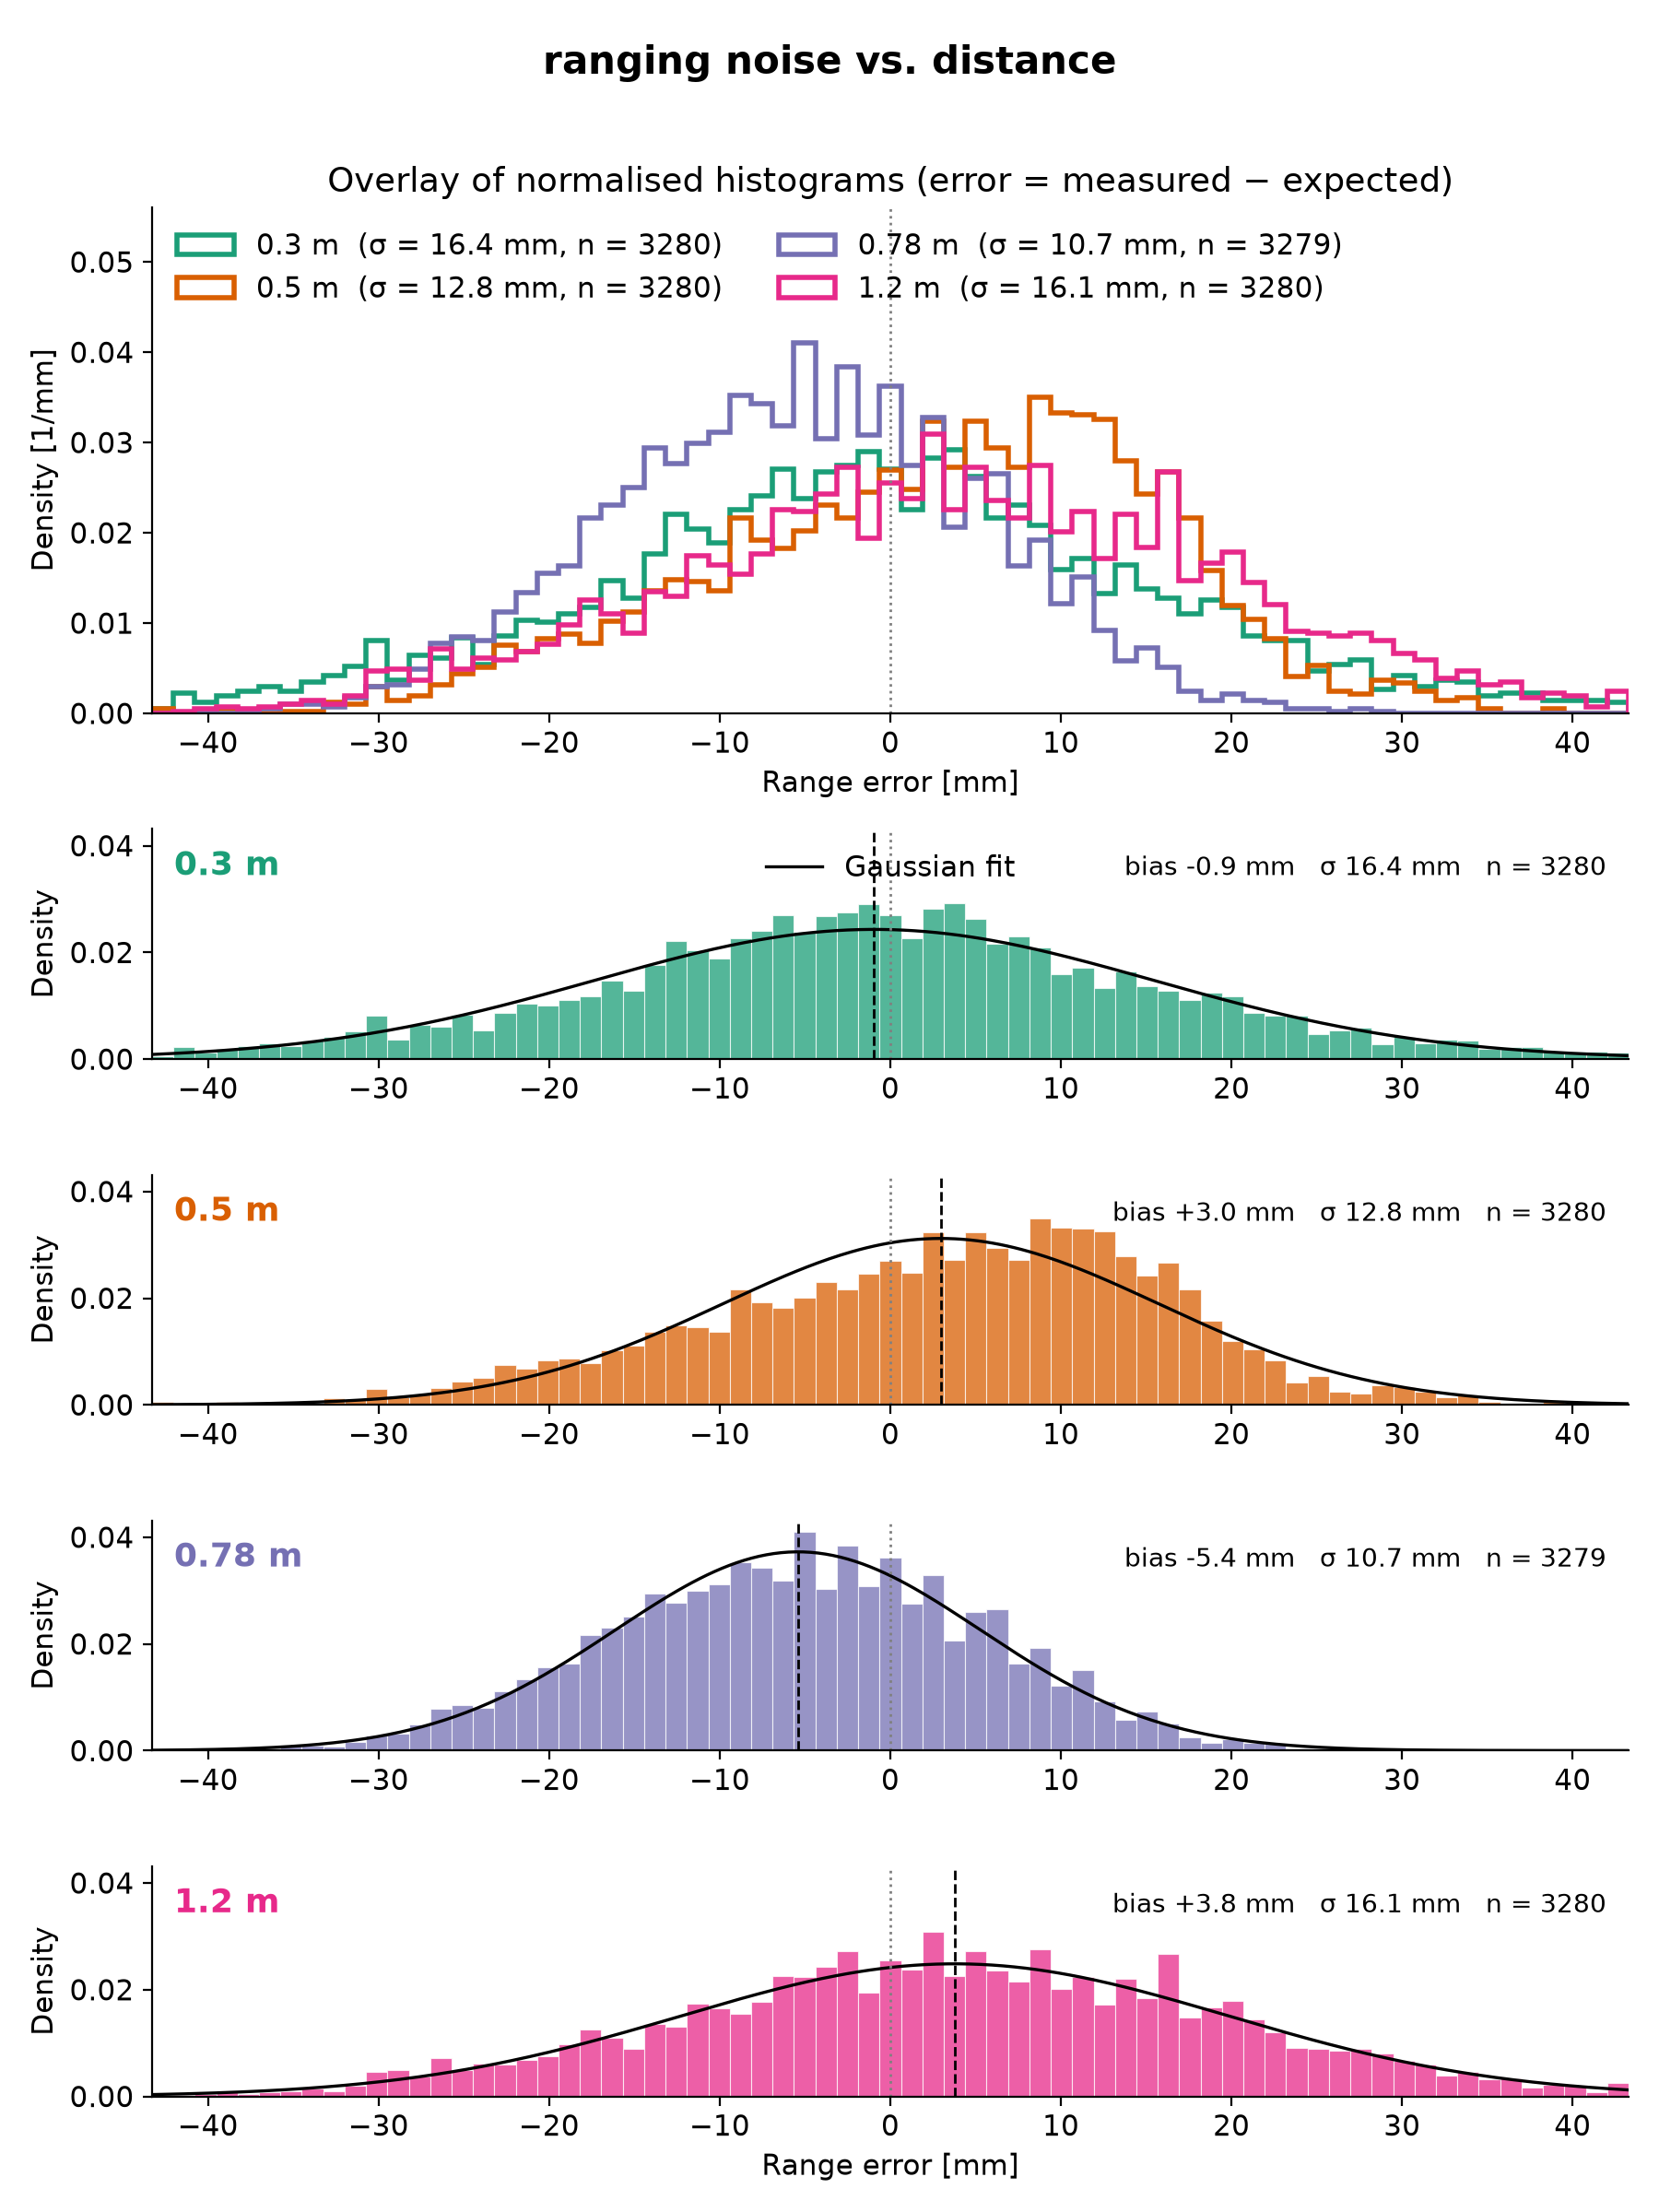 ranging noise vs. distance
Overlay of normalised histograms (error = measured − expected)
0.3 m (σ = 16.4 mm, n = 3280)
0.5 m (σ = 12.8 mm, n = 3280)
0.78 m (σ = 10.7 mm, n = 3279)
1.2 m (σ = 16.1 mm, n = 3280)
Density [1/mm]
0.05
0.04
0.03
0.02
0.01
0.00
−40 −30 −20 −10 0 10 20 30 40
Range error [mm]
0.3 m
Gaussian fit
bias -0.9 mm σ 16.4 mm n = 3280
Density
0.04
0.02
0.00
−40 −30 −20 −10 0 10 20 30 40
0.5 m
bias +3.0 mm σ 12.8 mm n = 3280
Density
0.04
0.02
0.00
−40 −30 −20 −10 0 10 20 30 40
0.78 m
bias -5.4 mm σ 10.7 mm n = 3279
Density
0.04
0.02
0.00
−40 −30 −20 −10 0 10 20 30 40
1.2 m
bias +3.8 mm σ 16.1 mm n = 3280
Density
0.04
0.02
0.00
−40 −30 −20 −10 0 10 20 30 40
Range error [mm]